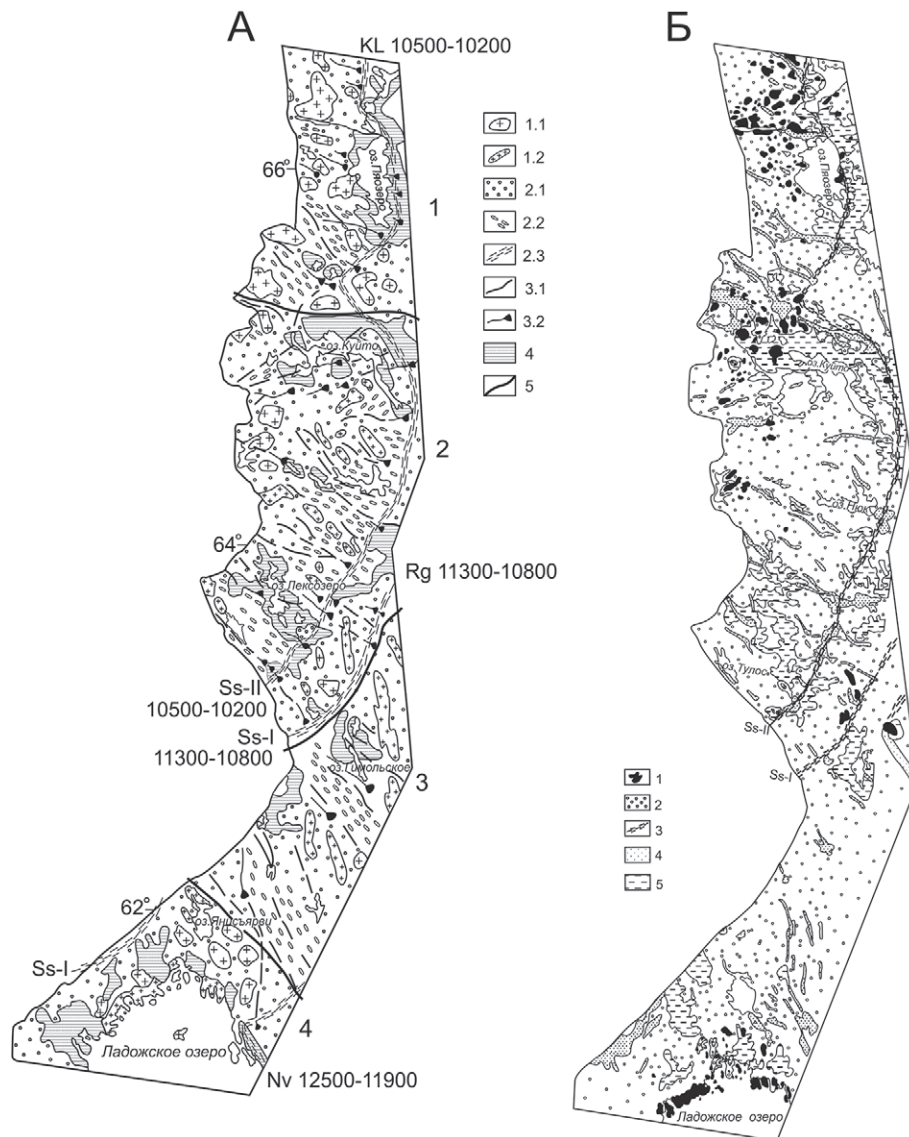 А
KL 10500-10200
1.1
1.2
2.1
2.2
2.3
3.1
3.2
4
5
66°
оз.Пяозеро
1
оз.Куйто
2
64°
оз.Лексозеро
Rg 11300-10800
Ss-II
10500-10200
Ss-I
11300-10800
оз.Гимольское
3
62°
оз.Янисъярви
Ss-I
4
Ладожское озеро
Nv 12500-11900
Б
оз.Пяозеро
оз.Куйто
оз.Нюк
оз.Тулос
Ss-II
Ss-I
1
2
3
4
5
Ладожское озеро